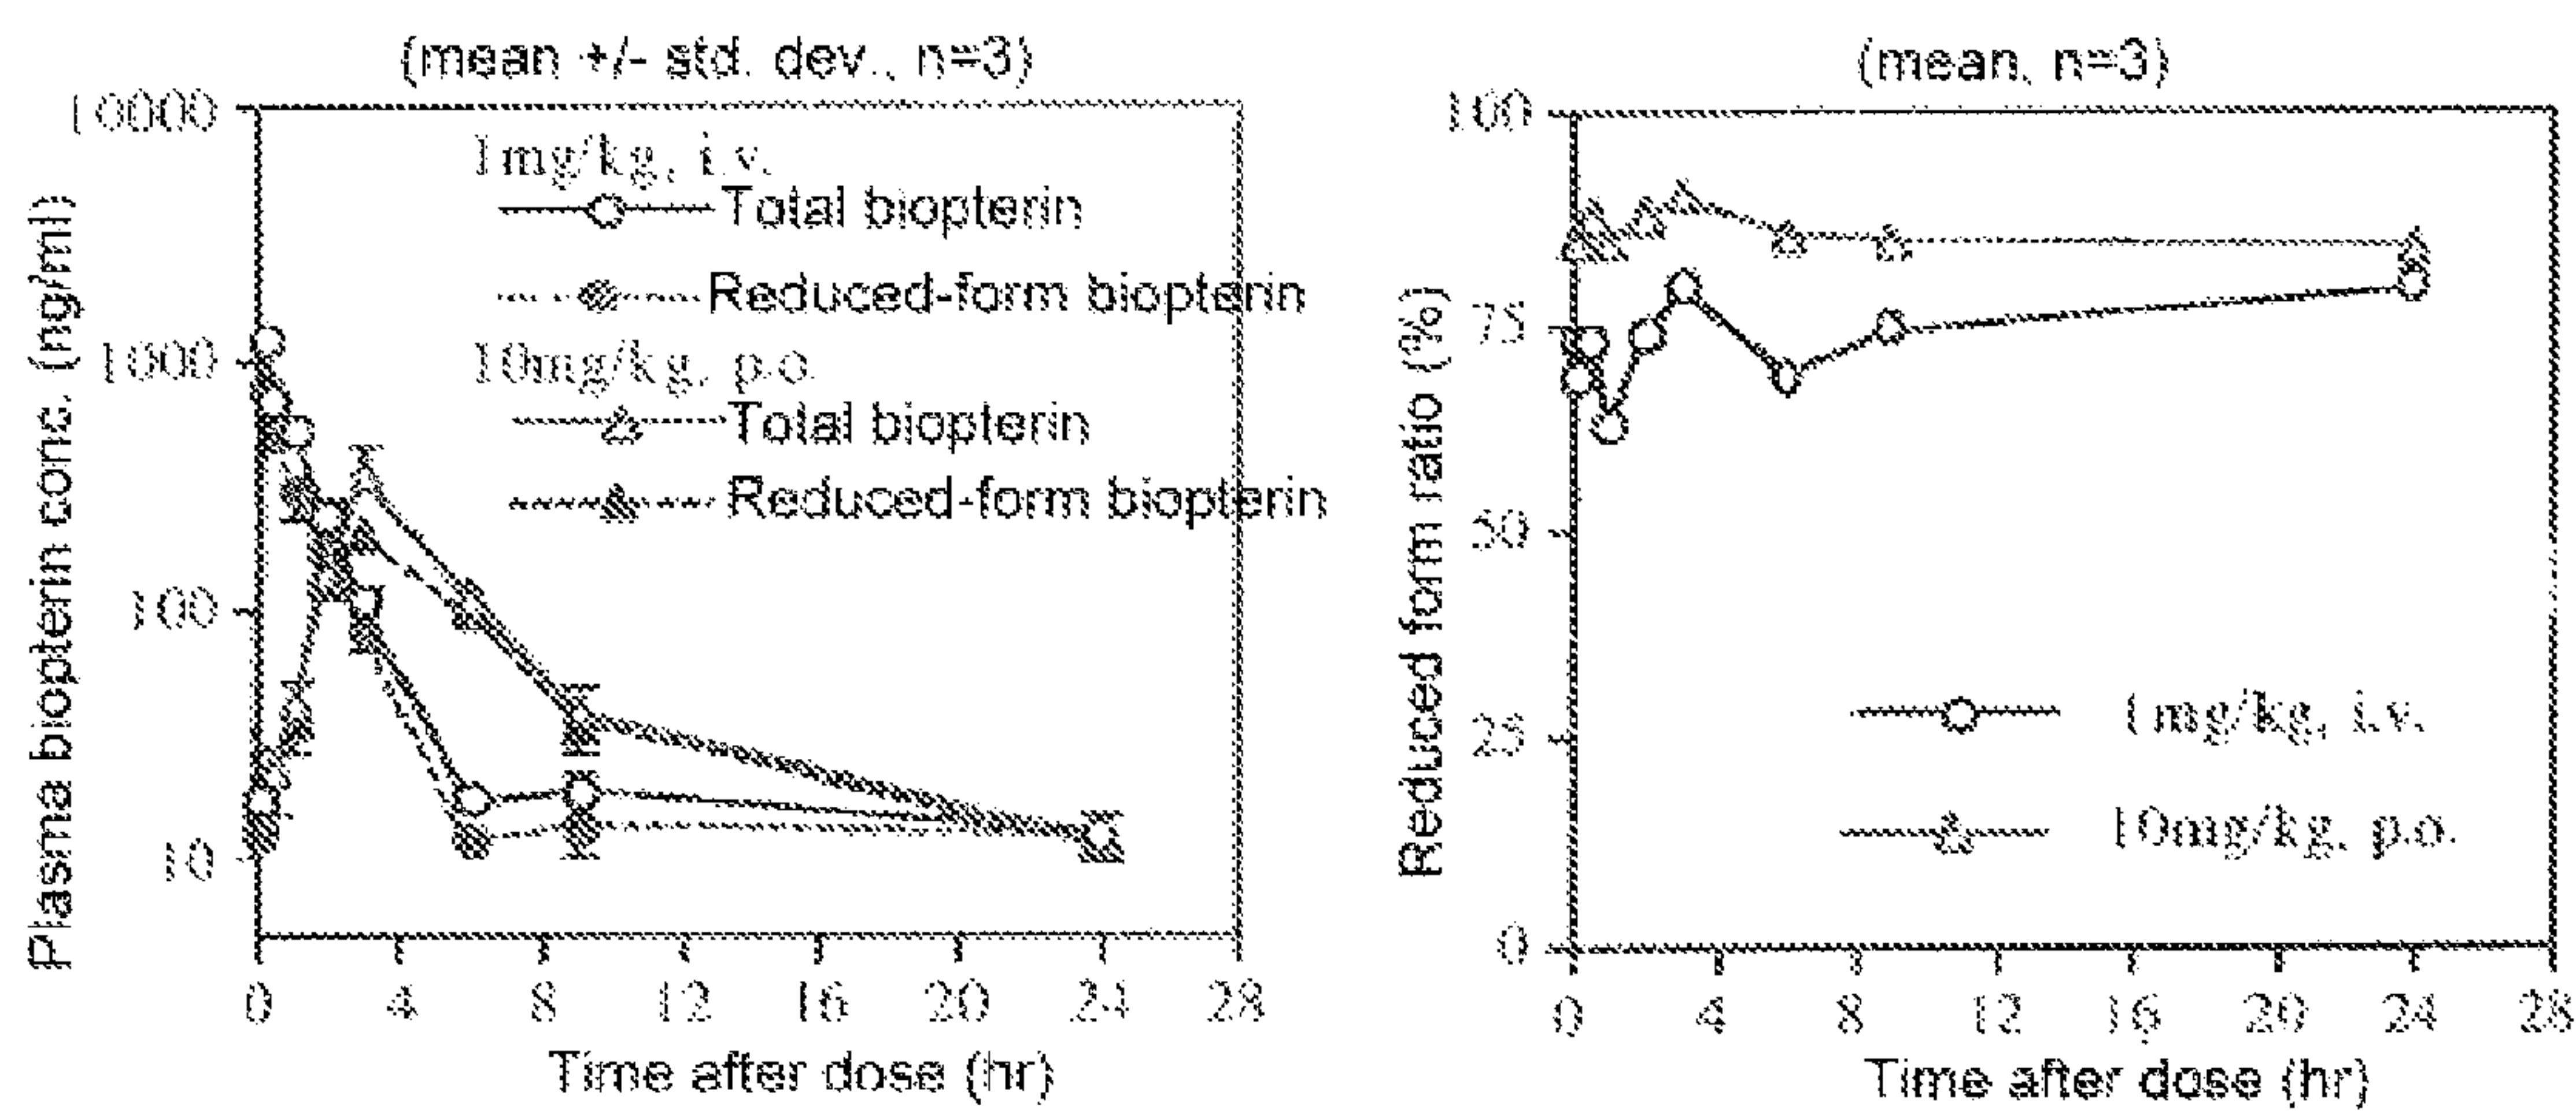 (mean +/- std. dev., n=3)
10000
1000
100
10
Plasma biopterin conc. (ng/ml)
1mg/kg, i.v.
Total biopterin
Reduced-form biopterin
10mg/kg, p.o.
Total biopterin
Reduced-form biopterin
0 4 8 12 16 20 24 28
Time after dose (hr)
(mean, n=3)
100
75
50
25
0
Reduced form ratio (%)
1mg/kg, i.v.
10mg/kg, p.o.
0 4 8 12 16 20 24 28
Time after dose (hr)